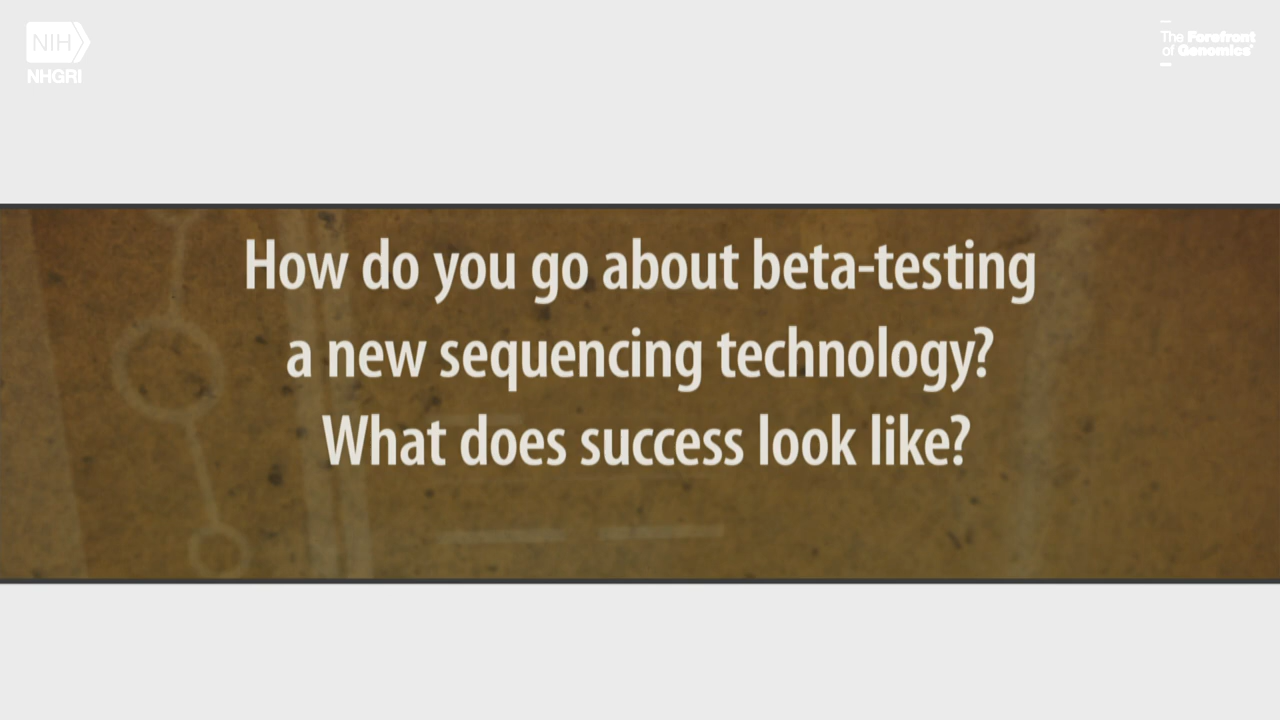 NIH
NHGRI
The Forefront
of Genomics®
How do you go about beta-testing
a new sequencing technology?
What does success look like?